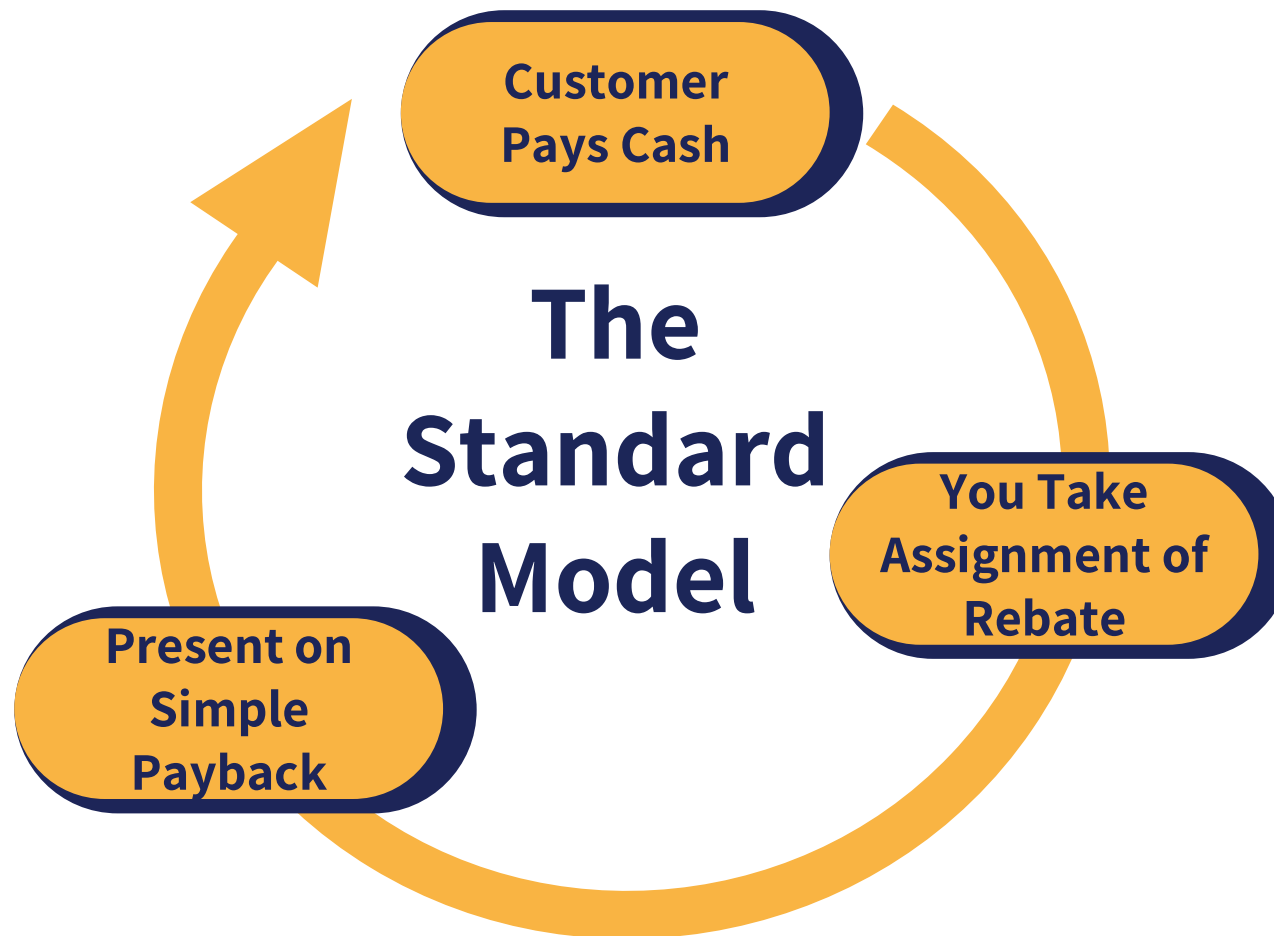 Customer
Pays Cash
The
Standard
Model
You Take
Assignment of
Rebate
Present on
Simple
Payback